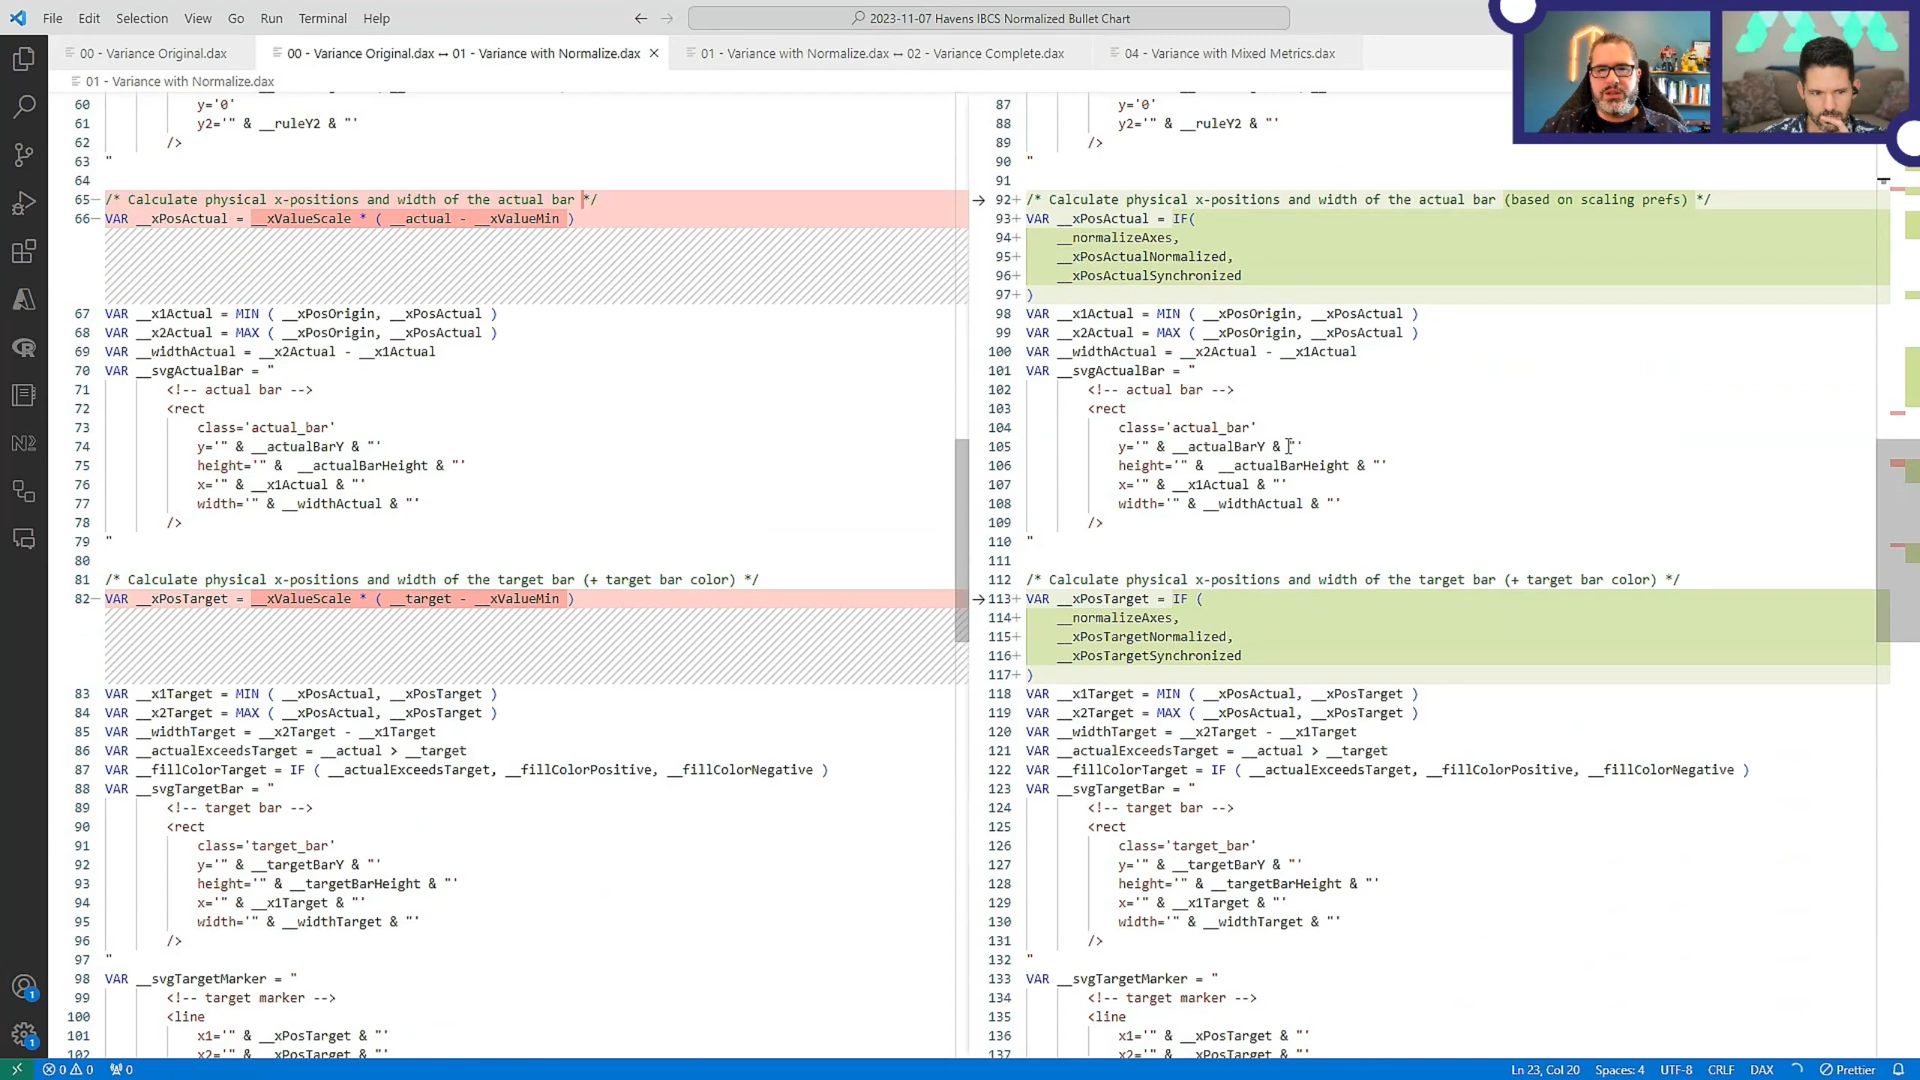 File Edit Selection View Go Run Terminal Help
2023-11-07 Havens IBCS Normalized Bullet Chart
00 - Variance Original.dax
00 - Variance Original.dax ↔ 01 - Variance with Normalize.dax
01 - Variance with Normalize.dax ↔ 02 - Variance Complete.dax
04 - Variance with Mixed Metrics.dax
01 - Variance with Normalize.dax
60 y='0'
61 y2='" & __ruleY2 & "'
62 />
63 "
64
65 /* Calculate physical x-positions and width of the actual bar */
66 VAR __xPosActual = __xValueScale * ( __actual - __xValueMin )
67 VAR __x1Actual = MIN ( __xPosOrigin, __xPosActual )
68 VAR __x2Actual = MAX ( __xPosOrigin, __xPosActual )
69 VAR __widthActual = __x2Actual - __x1Actual
70 VAR __svgActualBar = "
71 <!-- actual bar -->
72 <rect
73 class='actual_bar'
74 y='" & __actualBarY & "'
75 height='" &  __actualBarHeight & "'
76 x='" & __x1Actual & "'
77 width='" & __widthActual & "'
78 />
79 "
80
81 /* Calculate physical x-positions and width of the target bar (+ target bar color) */
82 VAR __xPosTarget = __xValueScale * ( __target - __xValueMin )
83 VAR __x1Target = MIN ( __xPosActual, __xPosTarget )
84 VAR __x2Target = MAX ( __xPosActual, __xPosTarget )
85 VAR __widthTarget = __x2Target - __x1Target
86 VAR __actualExceedsTarget = __actual > __target
87 VAR __fillColorTarget = IF ( __actualExceedsTarget, __fillColorPositive, __fillColorNegative )
88 VAR __svgTargetBar = "
89 <!-- target bar -->
90 <rect
91 class='target_bar'
92 y='" & __targetBarY & "'
93 height='" & __targetBarHeight & "'
94 x='" & __x1Target & "'
95 width='" & __widthTarget & "'
96 />
97 "
98 VAR __svgTargetMarker = "
99 <!-- target marker -->
100 <line
101 x1='" & __xPosTarget & "'
102 x2='" & __xPosTarget & "'
87 y='0'
88 y2='" & __ruleY2 & "'
89 />
90 "
91
92+ /* Calculate physical x-positions and width of the actual bar (based on scaling prefs) */
93+ VAR __xPosActual = IF(
94+ __normalizeAxes,
95+ __xPosActualNormalized,
96+ __xPosActualSynchronized
97+ )
98 VAR __x1Actual = MIN ( __xPosOrigin, __xPosActual )
99 VAR __x2Actual = MAX ( __xPosOrigin, __xPosActual )
100 VAR __widthActual = __x2Actual - __x1Actual
101 VAR __svgActualBar = "
102 <!-- actual bar -->
103 <rect
104 class='actual_bar'
105 y='" & __actualBarY & "'
106 height='" &  __actualBarHeight & "'
107 x='" & __x1Actual & "'
108 width='" & __widthActual & "'
109 />
110 "
111
112 /* Calculate physical x-positions and width of the target bar (+ target bar color) */
113+ VAR __xPosTarget = IF (
114+ __normalizeAxes,
115+ __xPosTargetNormalized,
116+ __xPosTargetSynchronized
117+ )
118 VAR __x1Target = MIN ( __xPosActual, __xPosTarget )
119 VAR __x2Target = MAX ( __xPosActual, __xPosTarget )
120 VAR __widthTarget = __x2Target - __x1Target
121 VAR __actualExceedsTarget = __actual > __target
122 VAR __fillColorTarget = IF ( __actualExceedsTarget, __fillColorPositive, __fillColorNegative )
123 VAR __svgTargetBar = "
124 <!-- target bar -->
125 <rect
126 class='target_bar'
127 y='" & __targetBarY & "'
128 height='" & __targetBarHeight & "'
129 x='" & __x1Target & "'
130 width='" & __widthTarget & "'
131 />
132 "
133 VAR __svgTargetMarker = "
134 <!-- target marker -->
135 <line
136 x1='" & __xPosTarget & "'
137 x2='" & __xPosTarget & "'
0 0 0
Ln 23, Col 20 Spaces: 4 UTF-8 CRLF DAX Prettier